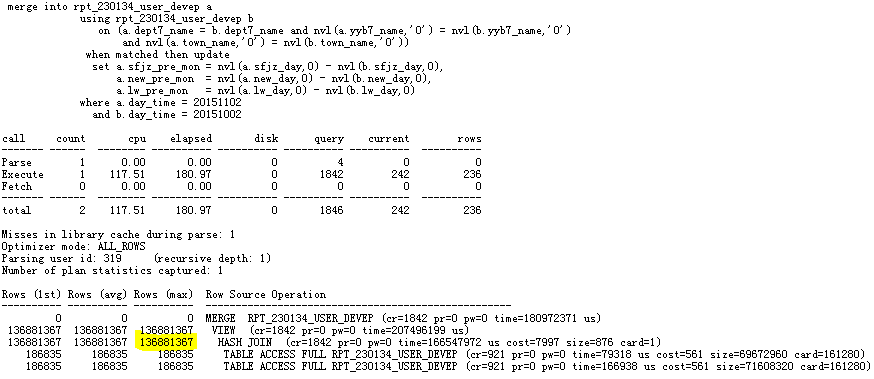 merge into rpt_230134_user_devep a
using rpt_230134_user_devep b
on (a.dept7_name = b.dept7_name and nvl(a.yyb7_name,'0') = nvl(b.yyb7_name,'0')
and nvl(a.town_name,'0') = nvl(b.town_name,'0'))
when matched then update
set a.sfjz_pre_mon = nvl(a.sfjz_day,0) - nvl(b.sfjz_day,0),
a.new_pre_mon = nvl(a.new_day,0) - nvl(b.new_day,0),
a.lw_pre_mon = nvl(a.lw_day,0) - nvl(b.lw_day,0)
where a.day_time = 20151102
and b.day_time = 20151002
call count cpu elapsed disk query current rows
------- ------ -------- ---------- ---------- ---------- ---------- ----------
Parse 1 0.00 0.00 0 4 0 0
Execute 1 117.51 180.97 0 1842 242 236
Fetch 0 0.00 0.00 0 0 0 0
------- ------ -------- ---------- ---------- ---------- ---------- ----------
total 2 117.51 180.97 0 1846 242 236
Misses in library cache during parse: 1
Optimizer mode: ALL_ROWS
Parsing user id: 319 (recursive depth: 1)
Number of plan statistics captured: 1
Rows (1st) Rows (avg) Rows (max) Row Source Operation
---------- ---------- ---------- ---------------------------------------------------
0 0 0 MERGE RPT_230134_USER_DEVEP (cr=1842 pr=0 pw=0 time=180972371 us)
136881367 136881367 136881367 VIEW (cr=1842 pr=0 pw=0 time=207496199 us)
136881367 136881367 136881367 HASH JOIN (cr=1842 pr=0 pw=0 time=166547972 us cost=7997 size=876 card=1)
186835 186835 186835 TABLE ACCESS FULL RPT_230134_USER_DEVEP (cr=921 pr=0 pw=0 time=79318 us cost=561 size=69672960 card=161280)
186835 186835 186835 TABLE ACCESS FULL RPT_230134_USER_DEVEP (cr=921 pr=0 pw=0 time=166938 us cost=561 size=71608320 card=161280)